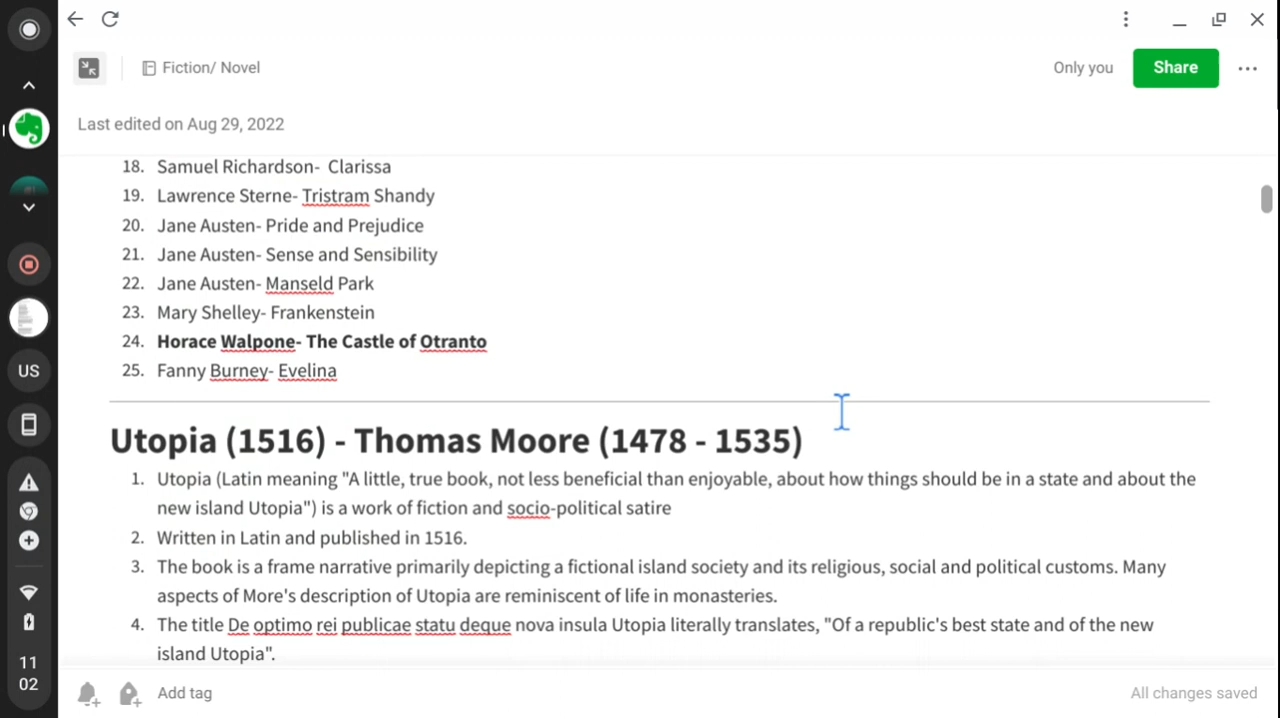 Fiction/ Novel
Only you
Share
Last edited on Aug 29, 2022
18. Samuel Richardson- Clarissa
19. Lawrence Sterne- Tristram Shandy
20. Jane Austen- Pride and Prejudice
21. Jane Austen- Sense and Sensibility
22. Jane Austen- Manseld Park
23. Mary Shelley- Frankenstein
24. Horace Walpone- The Castle of Otranto
25. Fanny Burney- Evelina
Utopia (1516) - Thomas Moore (1478 - 1535)
1. Utopia (Latin meaning "A little, true book, not less beneficial than enjoyable, about how things should be in a state and about the
new island Utopia") is a work of fiction and socio-political satire
2. Written in Latin and published in 1516.
3. The book is a frame narrative primarily depicting a fictional island society and its religious, social and political customs. Many
aspects of More's description of Utopia are reminiscent of life in monasteries.
4. The title De optimo rei publicae statu deque nova insula Utopia literally translates, "Of a republic's best state and of the new
island Utopia".
Add tag
All changes saved
US
11
02